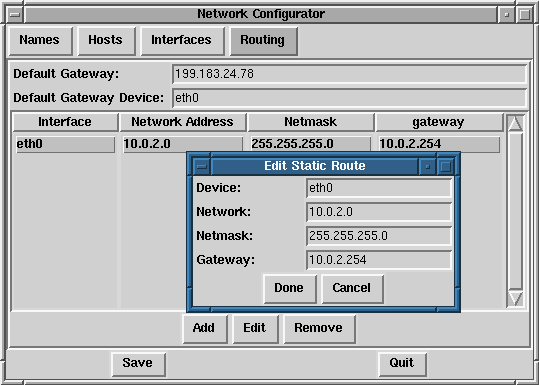 Network Configurator
Names Hosts Interfaces Routing
Default Gateway: 199.183.24.78
Default Gateway Device: eth0
Interface Network Address Netmask gateway
eth0 10.0.2.0 255.255.255.0 10.0.2.254
Edit Static Route
Device: eth0
Network: 10.0.2.0
Netmask: 255.255.255.0
Gateway: 10.0.2.254
Done Cancel
Add Edit Remove
Save Quit